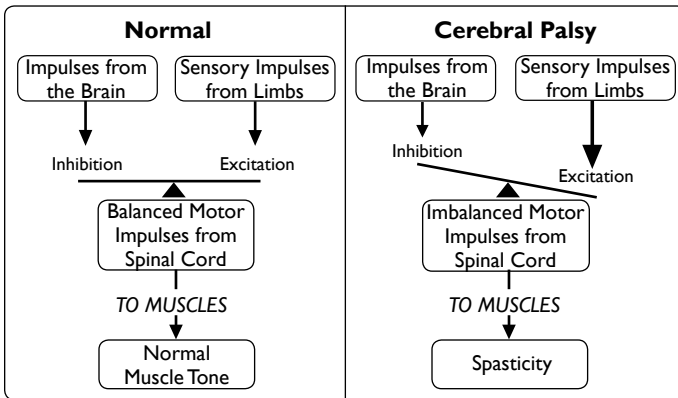 Normal
Impulses from
the Brain
Sensory Impulses
from Limbs
Inhibition
Excitation
Balanced Motor
Impulses from
Spinal Cord
TO MUSCLES
Normal
Muscle Tone
Cerebral Palsy
Impulses from
the Brain
Sensory Impulses
from Limbs
Inhibition
Excitation
Imbalanced Motor
Impulses from
Spinal Cord
TO MUSCLES
Spasticity